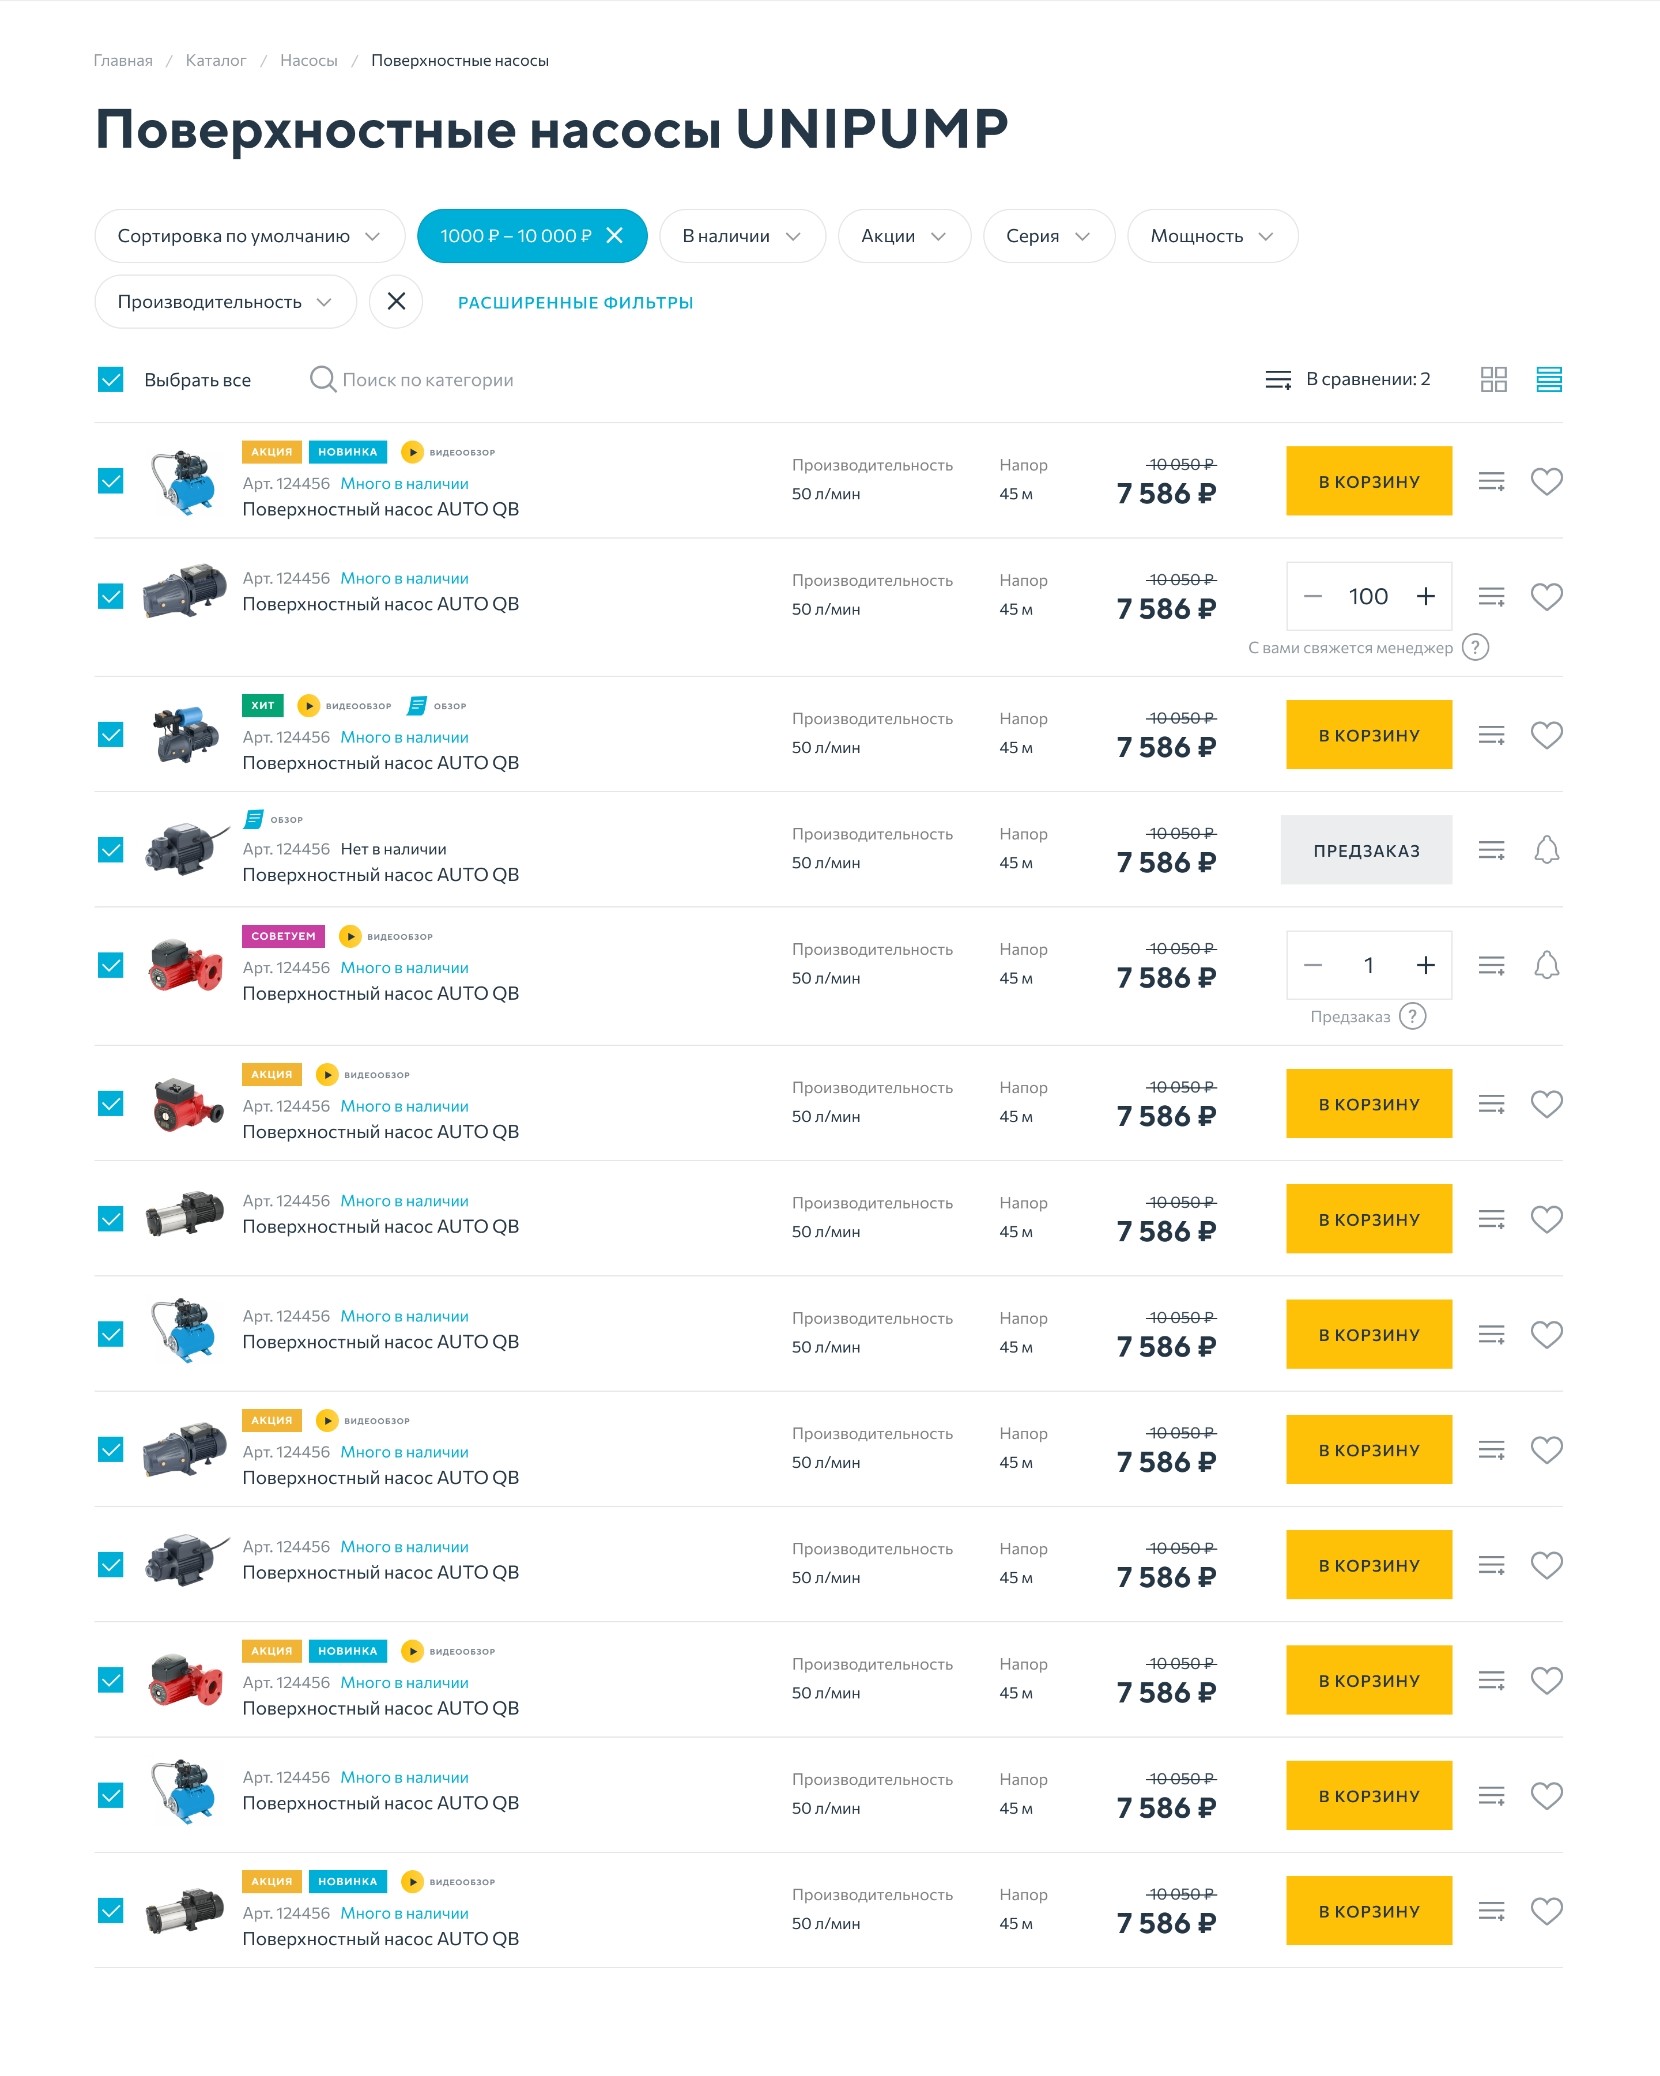 Главная / Каталог / Насосы / Поверхностные насосы
Поверхностные насосы UNIPUMP
Сортировка по умолчанию 1000 ₽ – 10 000 ₽ В наличии Акции Серия Мощность
Производительность РАСШИРЕННЫЕ ФИЛЬТРЫ
Выбрать все Поиск по категории В сравнении: 2
АКЦИЯ НОВИНКА ВИДЕООБЗОР
Арт. 124456 Много в наличии
Поверхностный насос AUTO QB
Производительность
50 л/мин
Напор
45 м
10 050 ₽
7 586 ₽
В КОРЗИНУ
Арт. 124456 Много в наличии
Поверхностный насос AUTO QB
Производительность
50 л/мин
Напор
45 м
10 050 ₽
7 586 ₽
− 100 +
С вами свяжется менеджер ?
ХИТ ВИДЕООБЗОР ОБЗОР
Арт. 124456 Много в наличии
Поверхностный насос AUTO QB
Производительность
50 л/мин
Напор
45 м
10 050 ₽
7 586 ₽
В КОРЗИНУ
ОБЗОР
Арт. 124456 Нет в наличии
Поверхностный насос AUTO QB
Производительность
50 л/мин
Напор
45 м
10 050 ₽
7 586 ₽
ПРЕДЗАКАЗ
СОВЕТУЕМ ВИДЕООБЗОР
Арт. 124456 Много в наличии
Поверхностный насос AUTO QB
Производительность
50 л/мин
Напор
45 м
10 050 ₽
7 586 ₽
− 1 +
Предзаказ ?
АКЦИЯ ВИДЕООБЗОР
Арт. 124456 Много в наличии
Поверхностный насос AUTO QB
Производительность
50 л/мин
Напор
45 м
10 050 ₽
7 586 ₽
В КОРЗИНУ
Арт. 124456 Много в наличии
Поверхностный насос AUTO QB
Производительность
50 л/мин
Напор
45 м
10 050 ₽
7 586 ₽
В КОРЗИНУ
Арт. 124456 Много в наличии
Поверхностный насос AUTO QB
Производительность
50 л/мин
Напор
45 м
10 050 ₽
7 586 ₽
В КОРЗИНУ
АКЦИЯ ВИДЕООБЗОР
Арт. 124456 Много в наличии
Поверхностный насос AUTO QB
Производительность
50 л/мин
Напор
45 м
10 050 ₽
7 586 ₽
В КОРЗИНУ
Арт. 124456 Много в наличии
Поверхностный насос AUTO QB
Производительность
50 л/мин
Напор
45 м
10 050 ₽
7 586 ₽
В КОРЗИНУ
АКЦИЯ НОВИНКА ВИДЕООБЗОР
Арт. 124456 Много в наличии
Поверхностный насос AUTO QB
Производительность
50 л/мин
Напор
45 м
10 050 ₽
7 586 ₽
В КОРЗИНУ
Арт. 124456 Много в наличии
Поверхностный насос AUTO QB
Производительность
50 л/мин
Напор
45 м
10 050 ₽
7 586 ₽
В КОРЗИНУ
АКЦИЯ НОВИНКА ВИДЕООБЗОР
Арт. 124456 Много в наличии
Поверхностный насос AUTO QB
Производительность
50 л/мин
Напор
45 м
10 050 ₽
7 586 ₽
В КОРЗИНУ